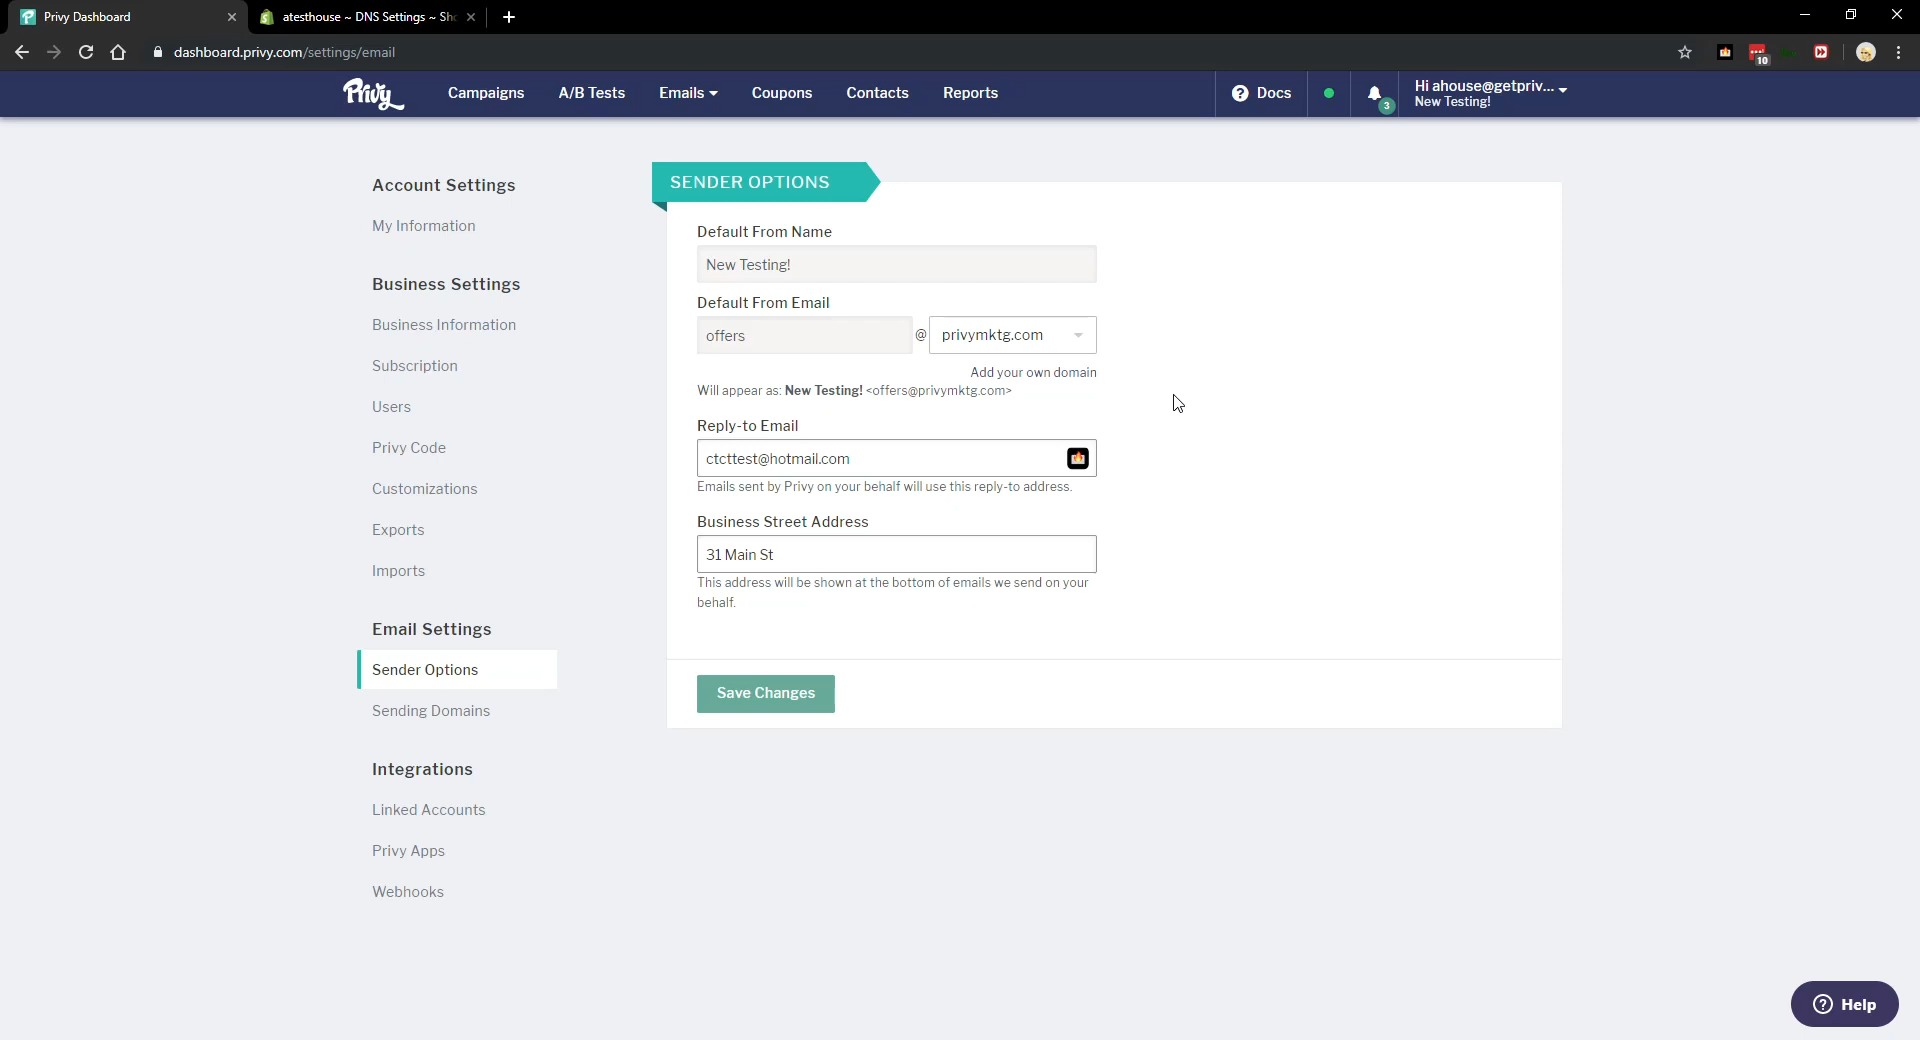 Privy Dashboard
atesthouse ~ DNS Settings ~ Sh
dashboard.privy.com/settings/email
10
Privy
Campaigns
A/B Tests
Emails
Coupons
Contacts
Reports
Docs
3
Hi ahouse@getpriv...
New Testing!
Account Settings
My Information
Business Settings
Business Information
Subscription
Users
Privy Code
Customizations
Exports
Imports
Email Settings
Sender Options
Sending Domains
Integrations
Linked Accounts
Privy Apps
Webhooks
SENDER OPTIONS
Default From Name
New Testing!
Default From Email
offers @ privymktg.com
Add your own domain
Will appear as: New Testing! <offers@privymktg.com>
Reply-to Email
ctcttest@hotmail.com
Emails sent by Privy on your behalf will use this reply-to address.
Business Street Address
31 Main St
This address will be shown at the bottom of emails we send on your
behalf.
Save Changes
Help